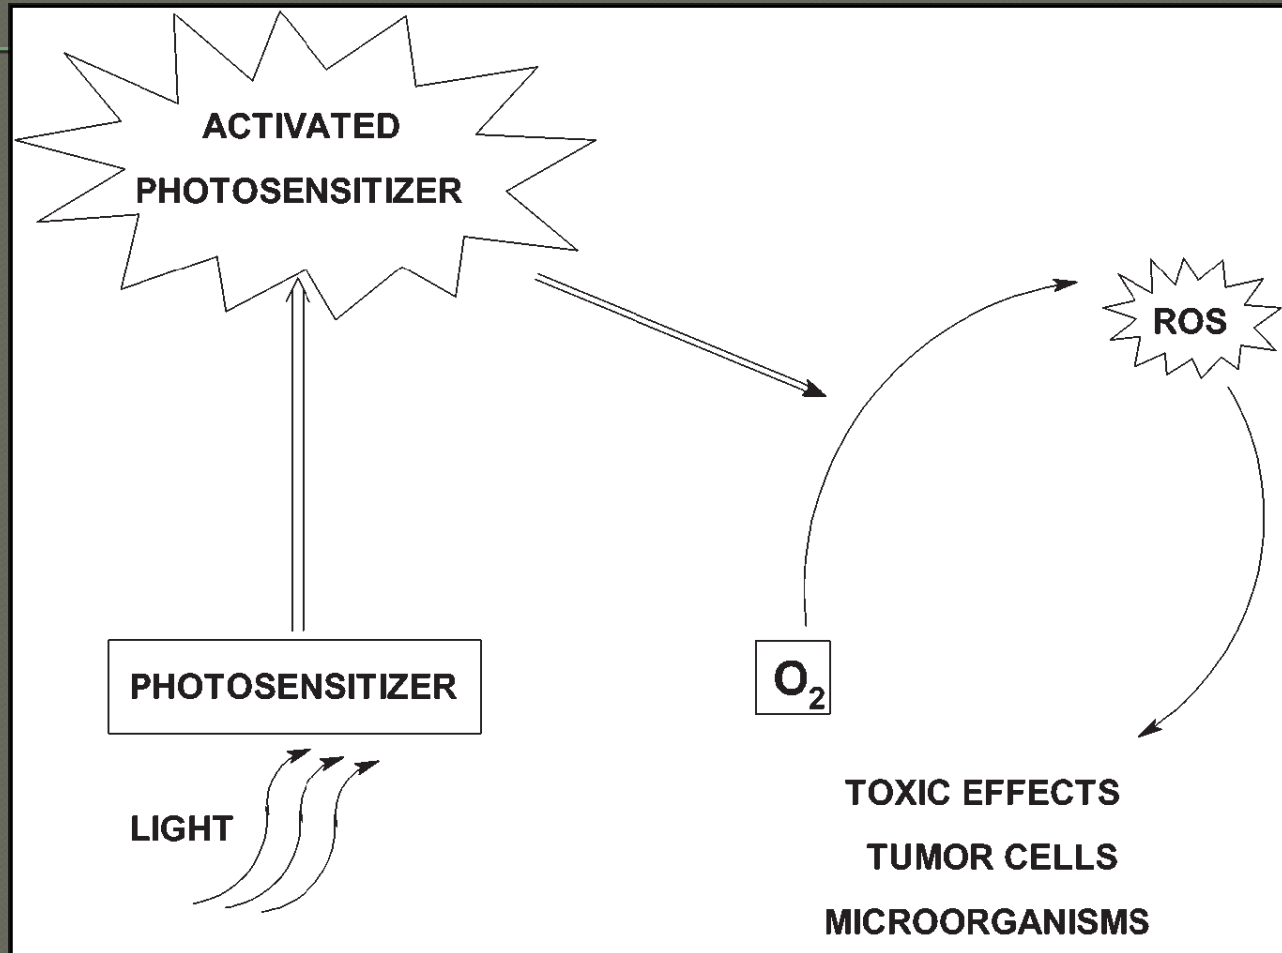 ACTIVATED
PHOTOSENSITIZER
ROS
PHOTOSENSITIZER
O₂
LIGHT
TOXIC EFFECTS
TUMOR CELLS
MICROORGANISMS